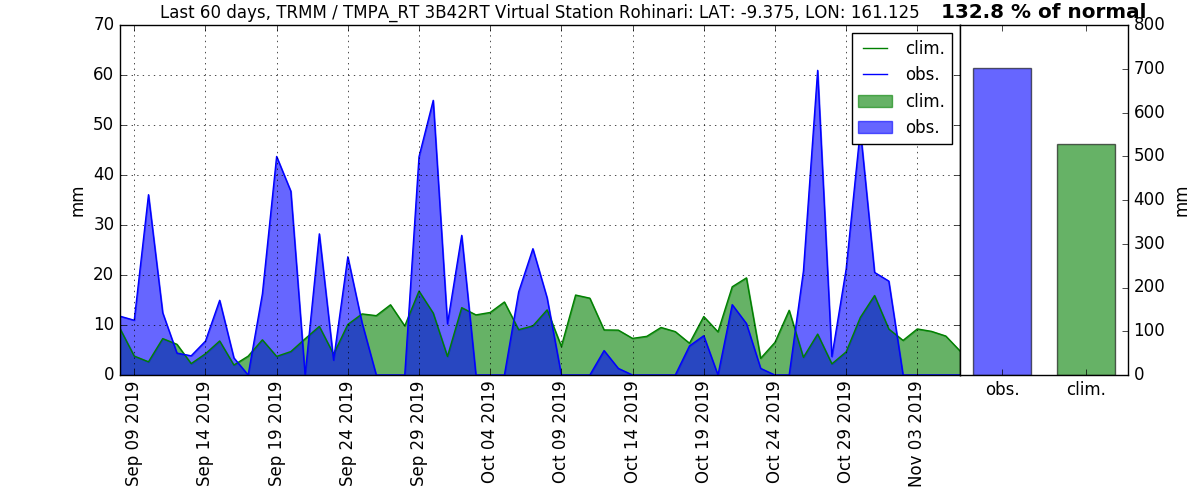 Last 60 days, TRMM / TMPA_RT 3B42RT Virtual Station Rohinari: LAT: -9.375, LON: 161.125
132.8 % of normal
70
60
50
40
30
20
10
0
mm
clim.
obs.
clim.
obs.
800
700
600
500
400
300
200
100
0
mm
obs.
clim.
Sep 09 2019
Sep 14 2019
Sep 19 2019
Sep 24 2019
Sep 29 2019
Oct 04 2019
Oct 09 2019
Oct 14 2019
Oct 19 2019
Oct 24 2019
Oct 29 2019
Nov 03 2019